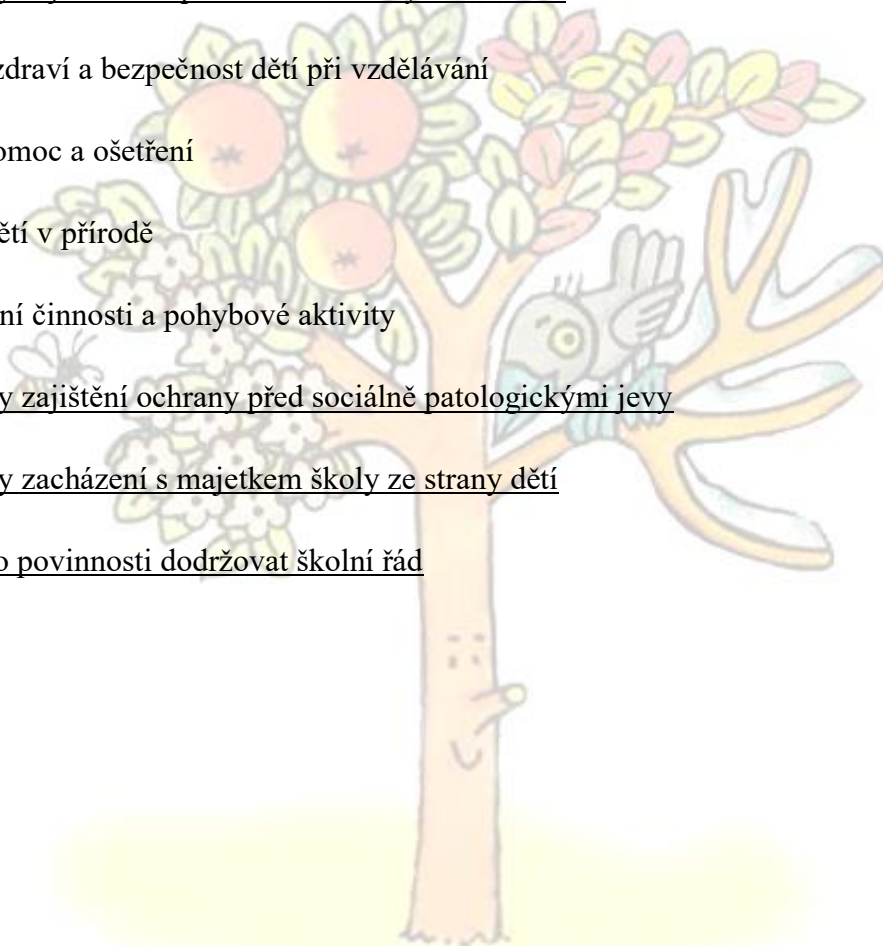 zdraví a bezpečnost dětí při vzdělávání
omoc a ošetření
ětí v přírodě
ní činnosti a pohybové aktivity
y zajištění ochrany před sociálně patologickými jevy
y zacházení s majetkem školy ze strany dětí
o povinnosti dodržovat školní řád